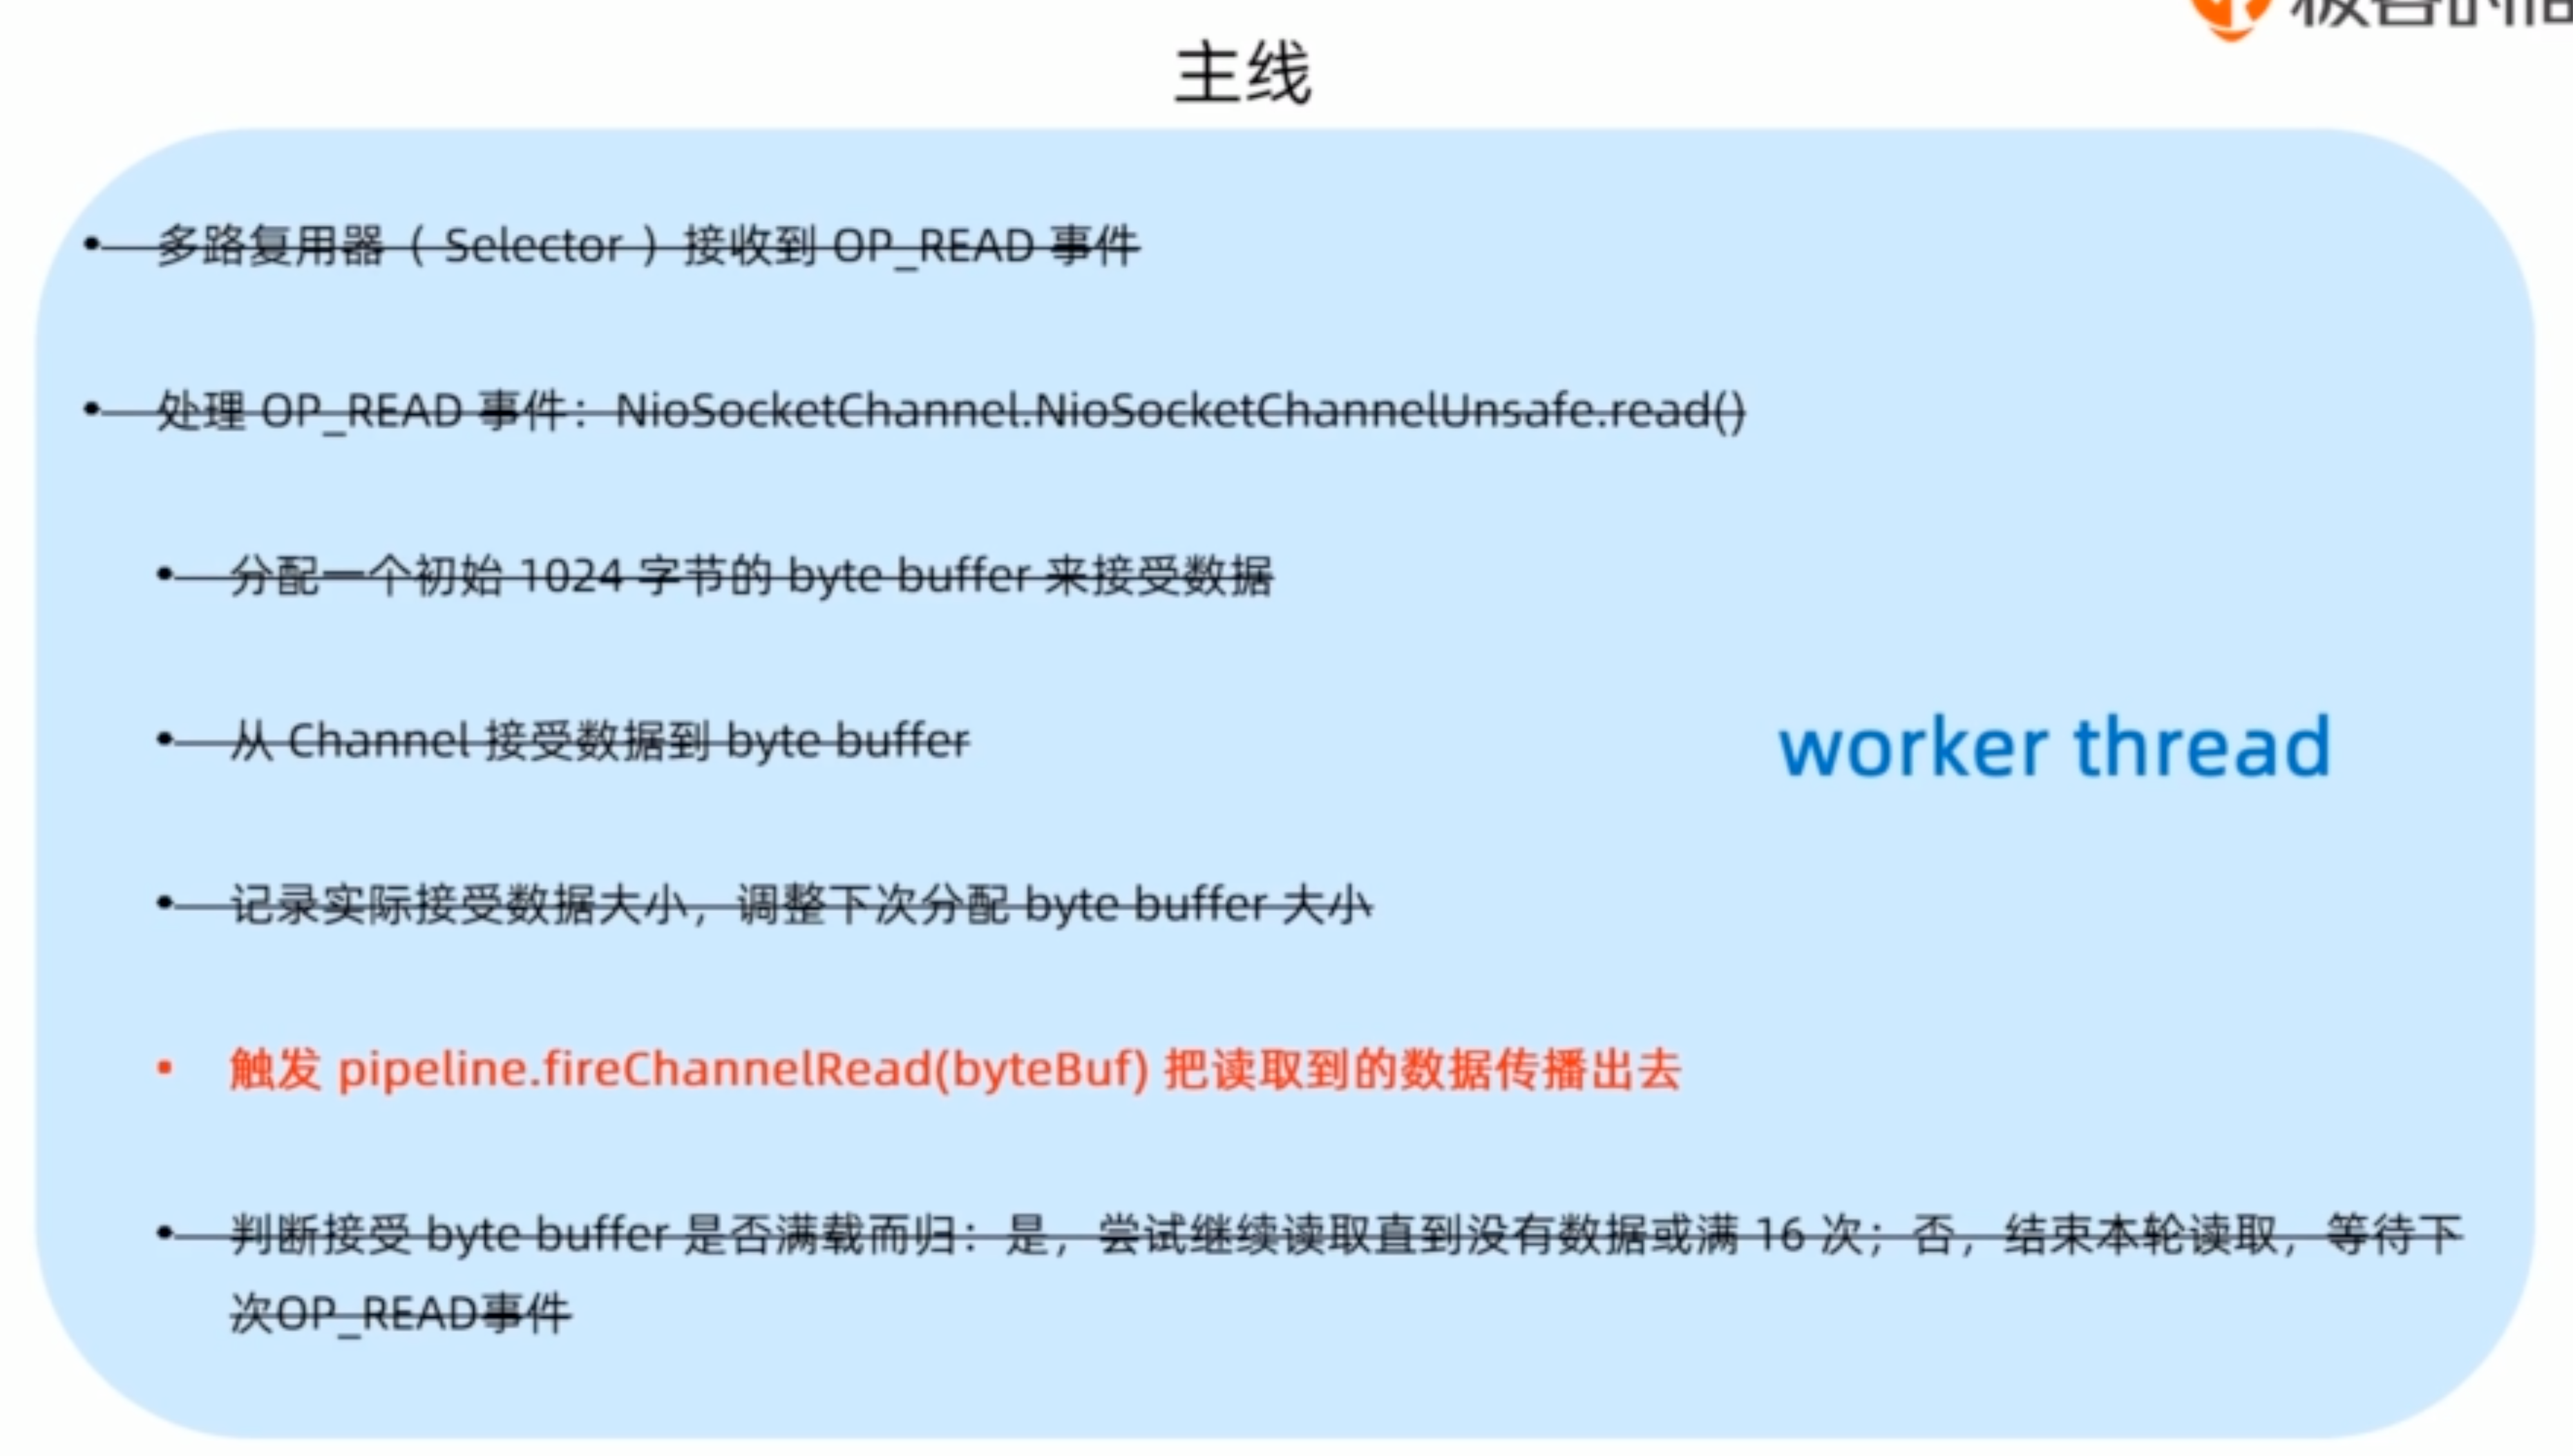 主线
多路复用器（ Selector ）接收到 OP_READ 事件
处理 OP_READ 事件：NioSocketChannel.NioSocketChannelUnsafe.read()
分配一个初始 1024 字节的 byte buffer 来接受数据
从 Channel 接受数据到 byte buffer
worker thread
记录实际接受数据大小，调整下次分配 byte buffer 大小
触发 pipeline.fireChannelRead(byteBuf) 把读取到的数据传播出去
判断接受 byte buffer 是否满载而归：是，尝试继续读取直到没有数据或满 16 次；否，结束本轮读取，等待下
次OP_READ事件